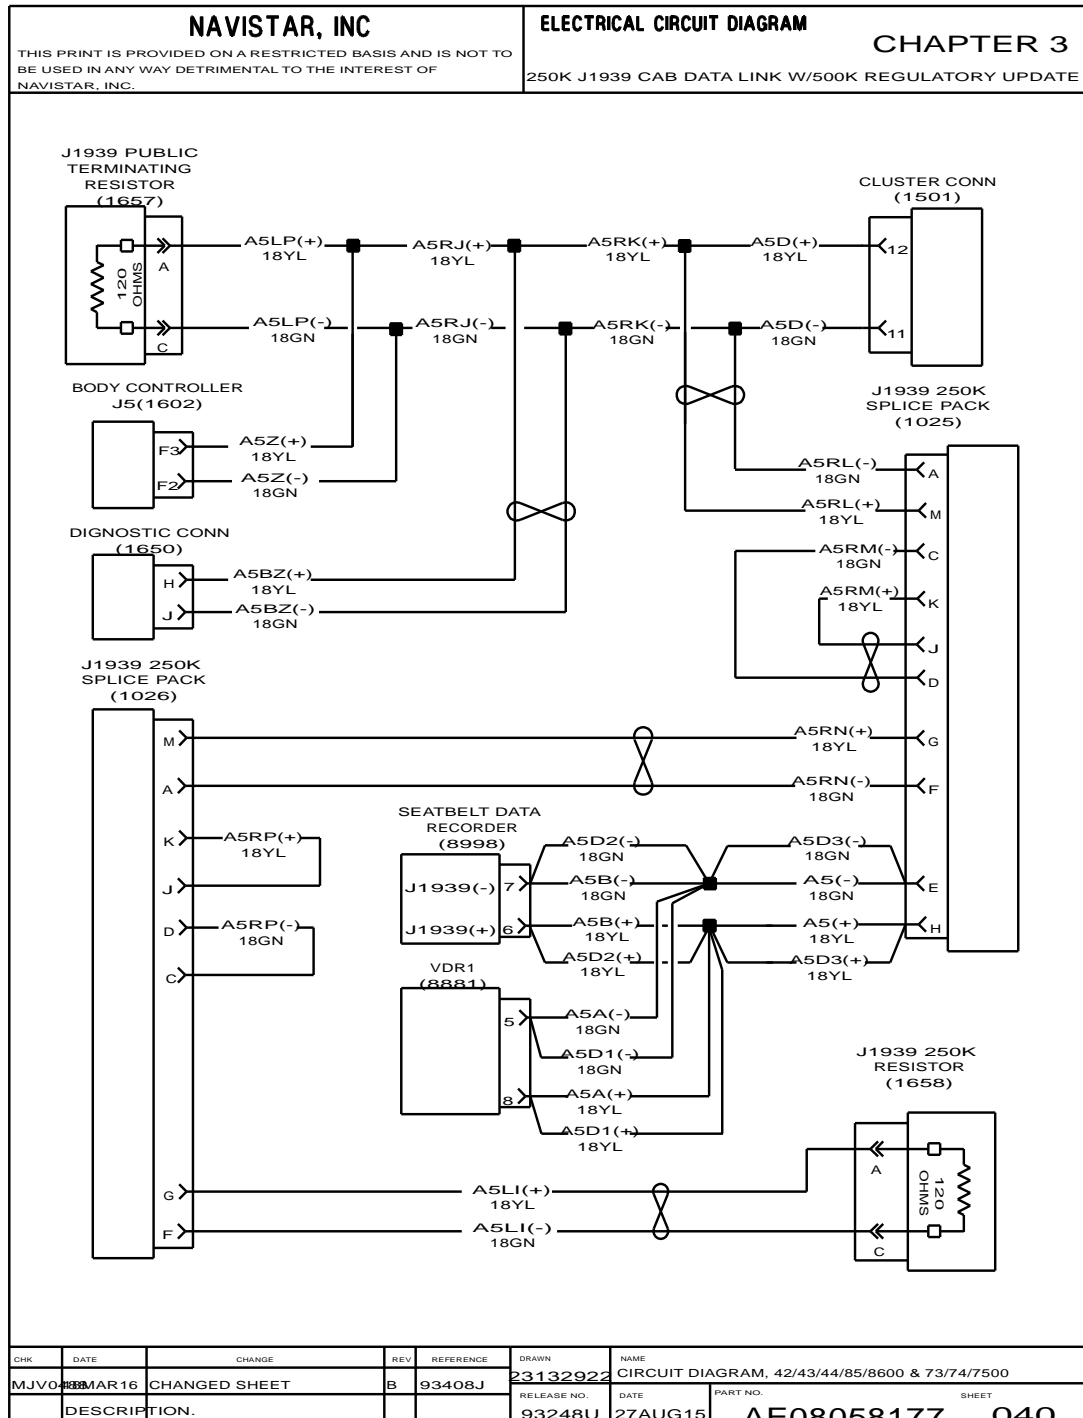 NAVISTAR, INC
THIS PRINT IS PROVIDED ON A RESTRICTED BASIS AND IS NOT TO
BE USED IN ANY WAY DETRIMENTAL TO THE INTEREST OF
NAVISTAR, INC.
ELECTRICAL CIRCUIT DIAGRAM
CHAPTER 3
250K J1939 CAB DATA LINK W/500K REGULATORY UPDATE
J1939 PUBLIC
TERMINATING
RESISTOR
(1657)
120
OHMS
A
C
A5LP(+)
18YL
A5RJ(+)
18YL
A5RK(+)
18YL
A5D(+)
18YL
A5LP(-)
18GN
A5RJ(-)
18GN
A5RK(-)
18GN
A5D(-)
18GN
CLUSTER CONN
(1501)
12
11
BODY CONTROLLER
J5(1602)
F3
F2
A5Z(+)
18YL
A5Z(-)
18GN
DIGNOSTIC CONN
(1650)
H
J
A5BZ(+)
18YL
A5BZ(-)
18GN
J1939 250K
SPLICE PACK
(1025)
A5RL(-)
18GN
A5RL(+)
18YL
A5RM(-)
18GN
A5RM(+)
18YL
A
M
C
K
J
D
G
F
E
H
J1939 250K
SPLICE PACK
(1026)
M
A
K
J
D
C
G
F
A5RN(+)
18YL
A5RN(-)
18GN
A5RP(+)
18YL
A5RP(-)
18GN
SEATBELT DATA
RECORDER
(8998)
J1939(-) 7
J1939(+) 6
A5D2(-)
18GN
A5B(-)
18GN
A5B(+)
18YL
A5D2(+)
18YL
A5D3(-)
18GN
A5(-)
18GN
A5(+)
18YL
A5D3(+)
18YL
VDR1
(8881)
5
8
A5A(-)
18GN
A5D1(-)
18GN
A5A(+)
18YL
A5D1(+)
18YL
J1939 250K
RESISTOR
(1658)
A
C
120
OHMS
A5LI(+)
18YL
A5LI(-)
18GN
CHK DATE CHANGE REV REFERENCE
MAR16 CHANGED SHEET B 93408J
DESCRIPTION.
DRAWN
23132922
NAME
CIRCUIT DIAGRAM, 42/43/44/85/8600 & 73/74/7500
RELEASE NO.
93248U
DATE
27AUG15
PART NO.
AE08058177
SHEET
040